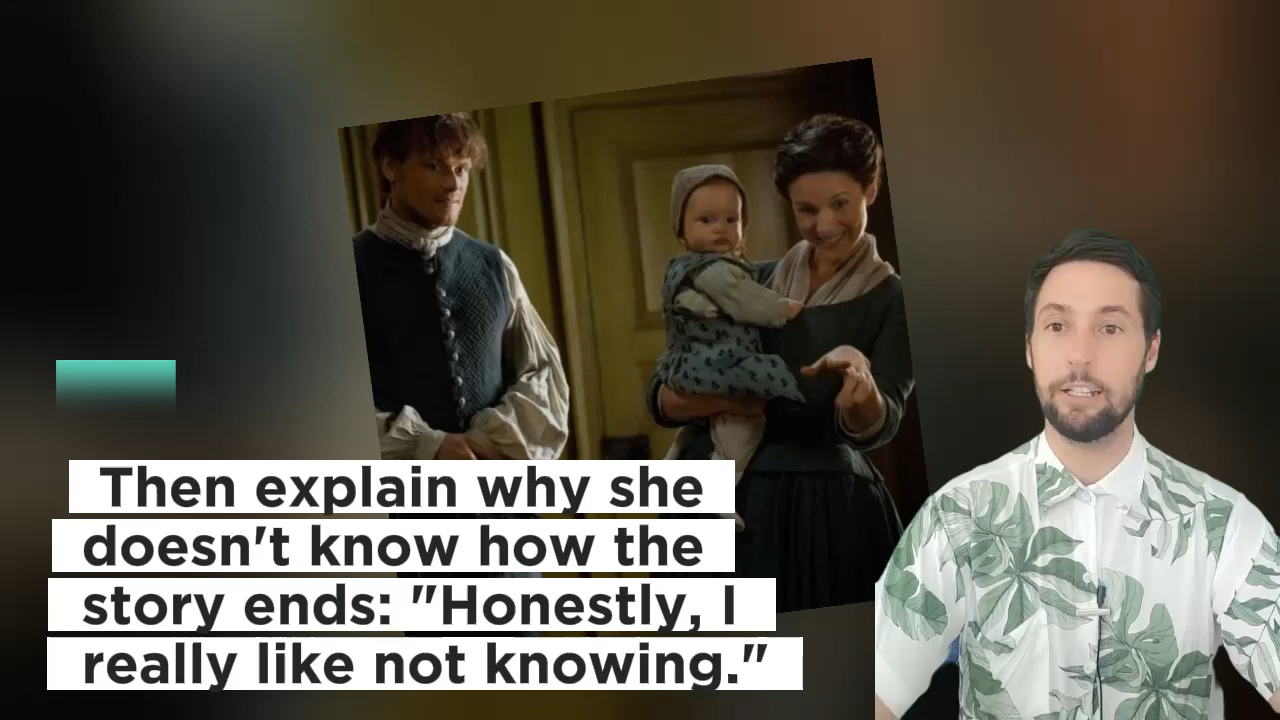 Then explain why she
doesn't know how the
story ends: "Honestly, I
really like not knowing."